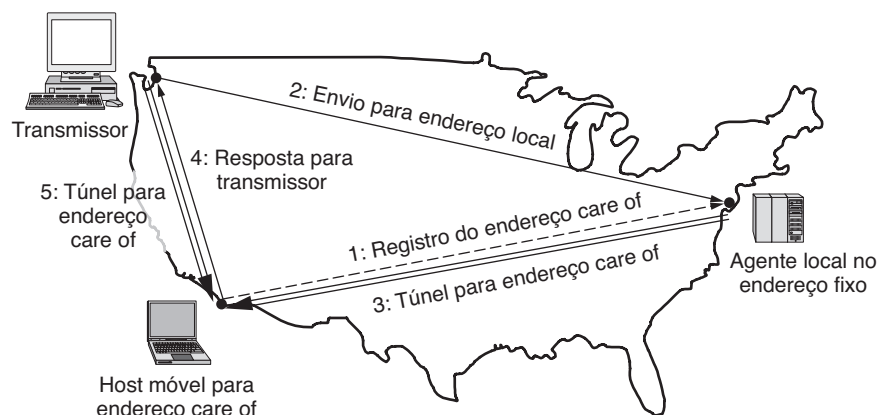 2: Envio para endereço local
Transmissor
4: Resposta para
transmissor
5: Túnel para
endereço
care of
1: Registro do endereço care of
3: Túnel para endereço care of
Agente local no
endereço fixo
Host móvel para
endereço care of